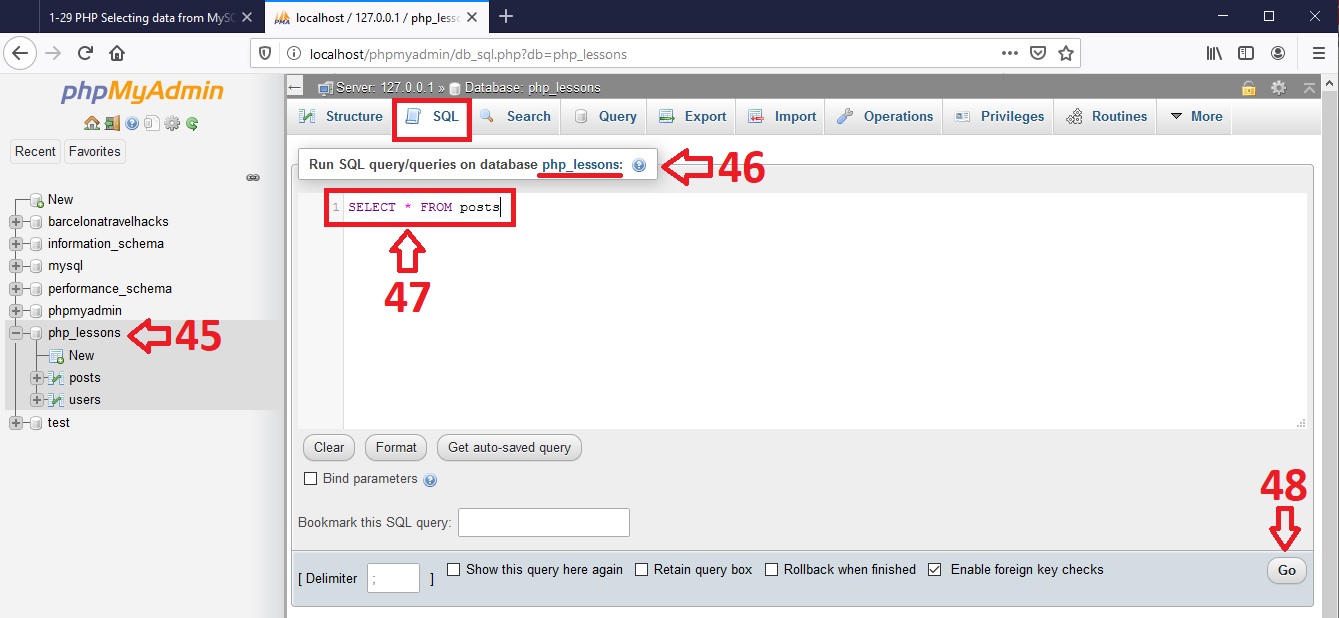 1-29 PHP Selecting data from MySQ
localhost / 127.0.0.1 / php_lesso
localhost/phpmyadmin/db_sql.php?db=php_lessons
phpMyAdmin
Recent
Favorites
New
barcelonatravelhacks
information_schema
mysql
performance_schema
phpmyadmin
php_lessons
45
New
posts
users
test
Server: 127.0.0.1 » Database: php_lessons
Structure
SQL
Search
Query
Export
Import
Operations
Privileges
Routines
More
Run SQL query/queries on database php_lessons:
46
1 SELECT * FROM posts
47
Clear
Format
Get auto-saved query
Bind parameters
48
Bookmark this SQL query:
[ Delimiter ; ]
Show this query here again
Retain query box
Rollback when finished
Enable foreign key checks
Go